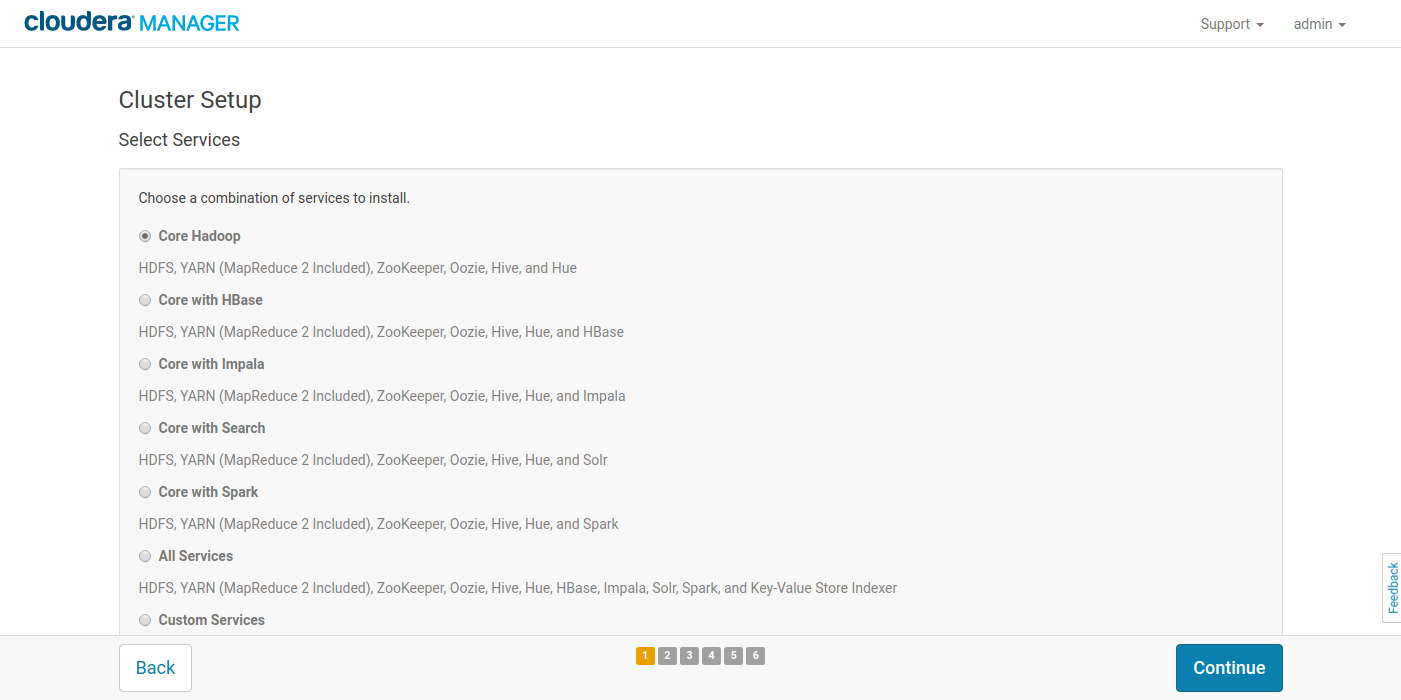 cloudera MANAGER
Support
admin
Cluster Setup
Select Services
Choose a combination of services to install.
Core Hadoop
HDFS, YARN (MapReduce 2 Included), ZooKeeper, Oozie, Hive, and Hue
Core with HBase
HDFS, YARN (MapReduce 2 Included), ZooKeeper, Oozie, Hive, Hue, and HBase
Core with Impala
HDFS, YARN (MapReduce 2 Included), ZooKeeper, Oozie, Hive, Hue, and Impala
Core with Search
HDFS, YARN (MapReduce 2 Included), ZooKeeper, Oozie, Hive, Hue, and Solr
Core with Spark
HDFS, YARN (MapReduce 2 Included), ZooKeeper, Oozie, Hive, Hue, and Spark
All Services
HDFS, YARN (MapReduce 2 Included), ZooKeeper, Oozie, Hive, Hue, HBase, Impala, Solr, Spark, and Key-Value Store Indexer
Custom Services
Feedback
Back
1 2 3 4 5 6
Continue